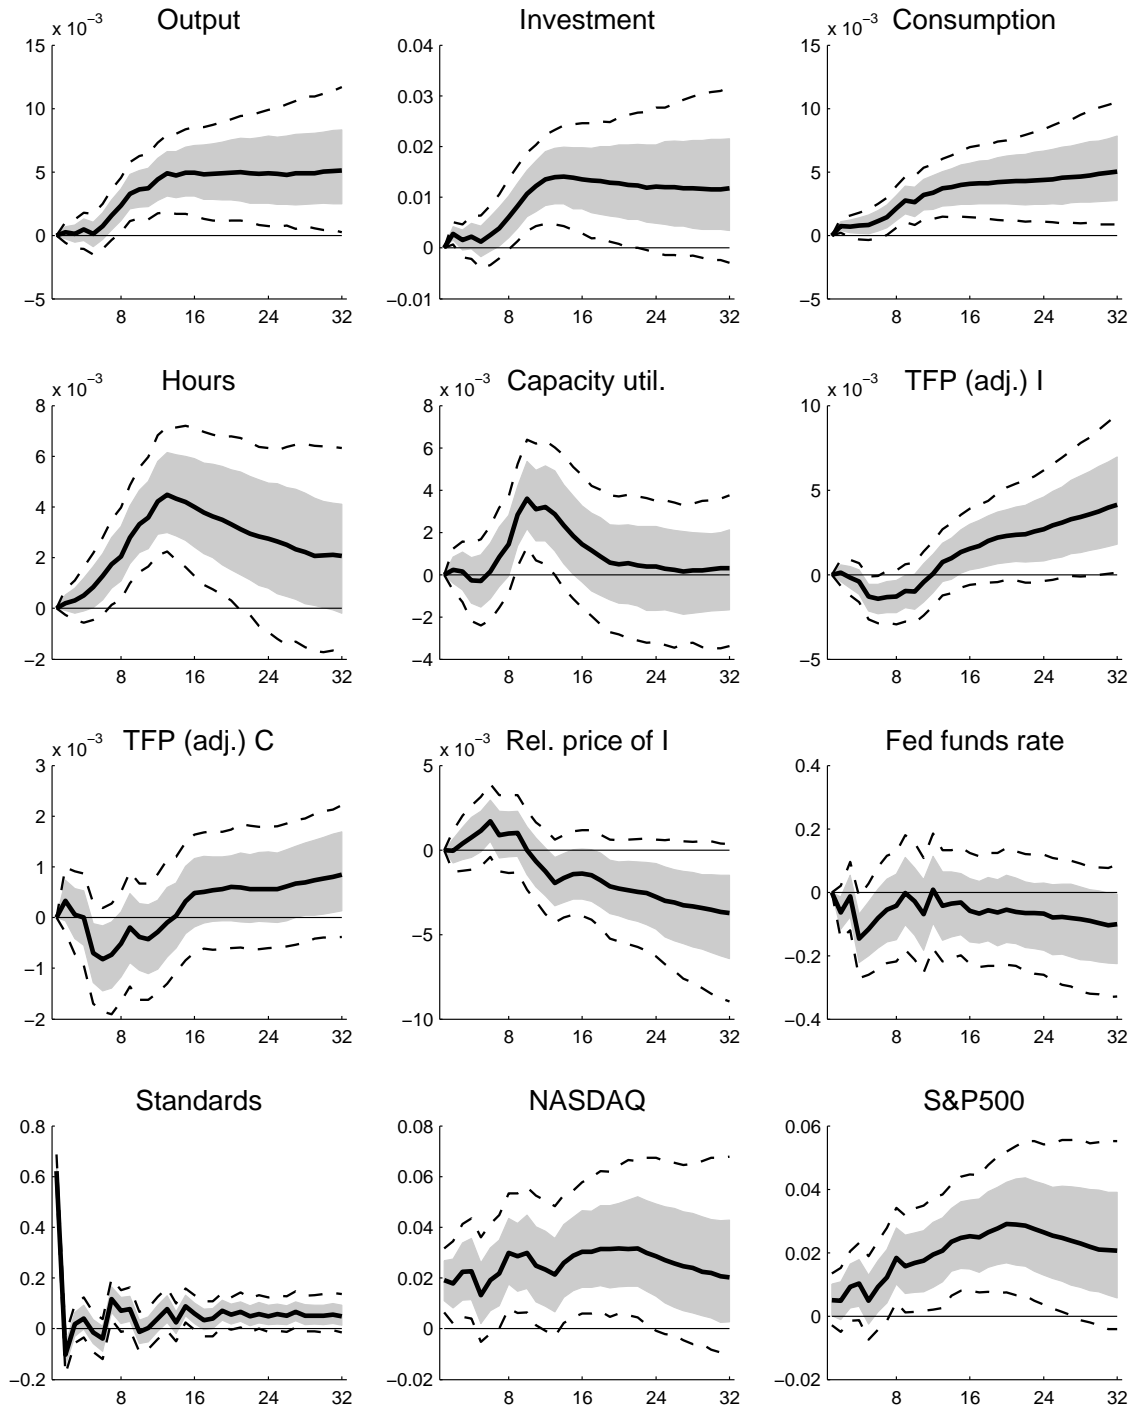 Output Investment Consumption
x 10⁻³ x 10⁻³
15 0.04 15
10 0.03 10
5 0.02 5
0 0.01 0
−5 0 −5
−0.01
8 16 24 32 8 16 24 32 8 16 24 32
Hours Capacity util. TFP (adj.) I
x 10⁻³ x 10⁻³ x 10⁻³
8 8 10
6 6
4 4 5
2 2
0 0 0
−2 −2
−4 −5
8 16 24 32 8 16 24 32 8 16 24 32
TFP (adj.) C Rel. price of I Fed funds rate
x 10⁻³ x 10⁻³
3 5 0.4
2 0.2
1 0 0
0
−1 −5 −0.2
−2 −10 −0.4
8 16 24 32 8 16 24 32 8 16 24 32
Standards NASDAQ S&P500
0.8 0.08 0.06
0.6 0.06 0.04
0.4 0.04 0.02
0.2 0.02 0
0 0
−0.2 −0.02 −0.02
8 16 24 32 8 16 24 32 8 16 24 32